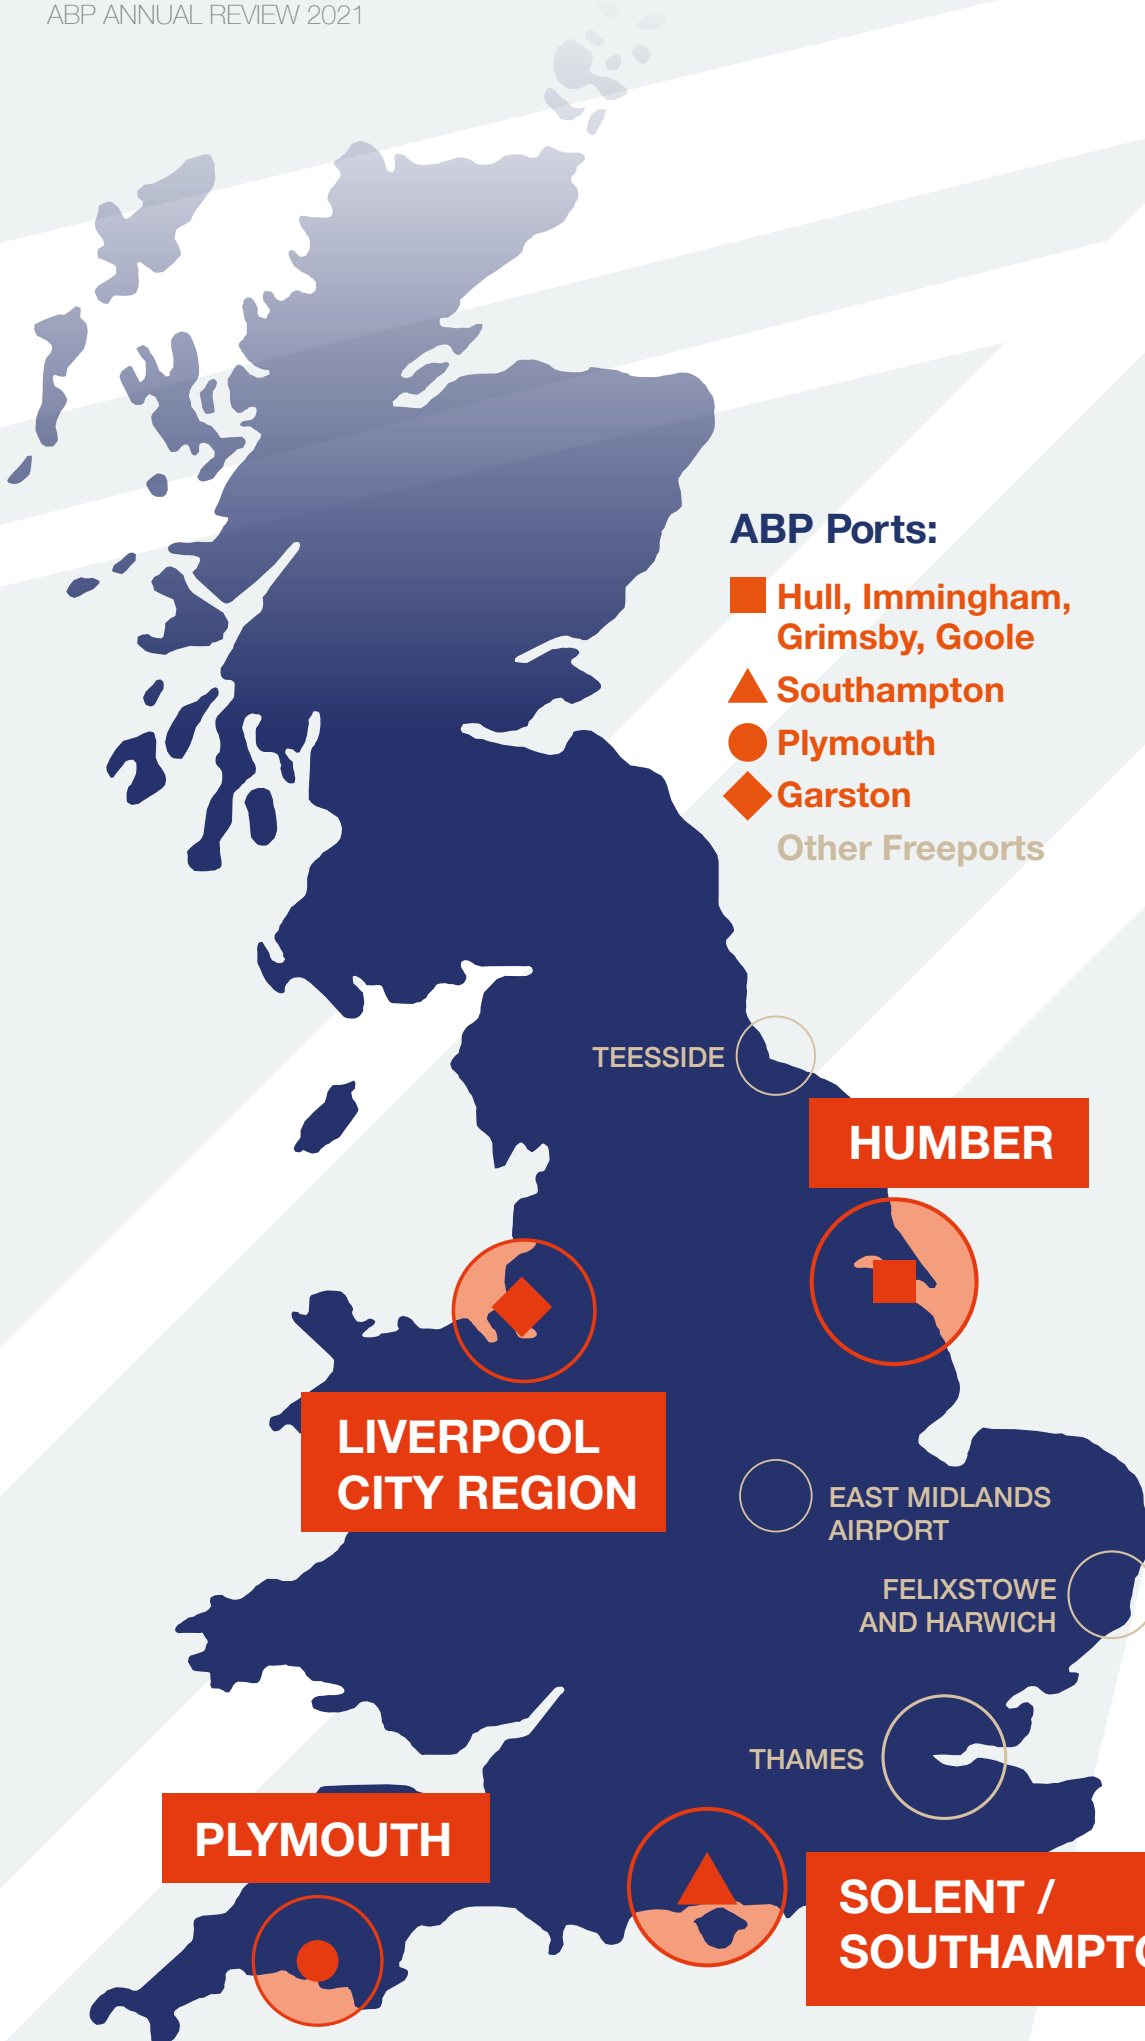 ABP ANNUAL REVIEW 2021
ABP Ports:
Hull, Immingham,
Grimsby, Goole
Southampton
Plymouth
Garston
Other Freeports
TEESSIDE
HUMBER
LIVERPOOL
CITY REGION
EAST MIDLANDS
AIRPORT
FELIXSTOWE
AND HARWICH
THAMES
PLYMOUTH
SOLENT /